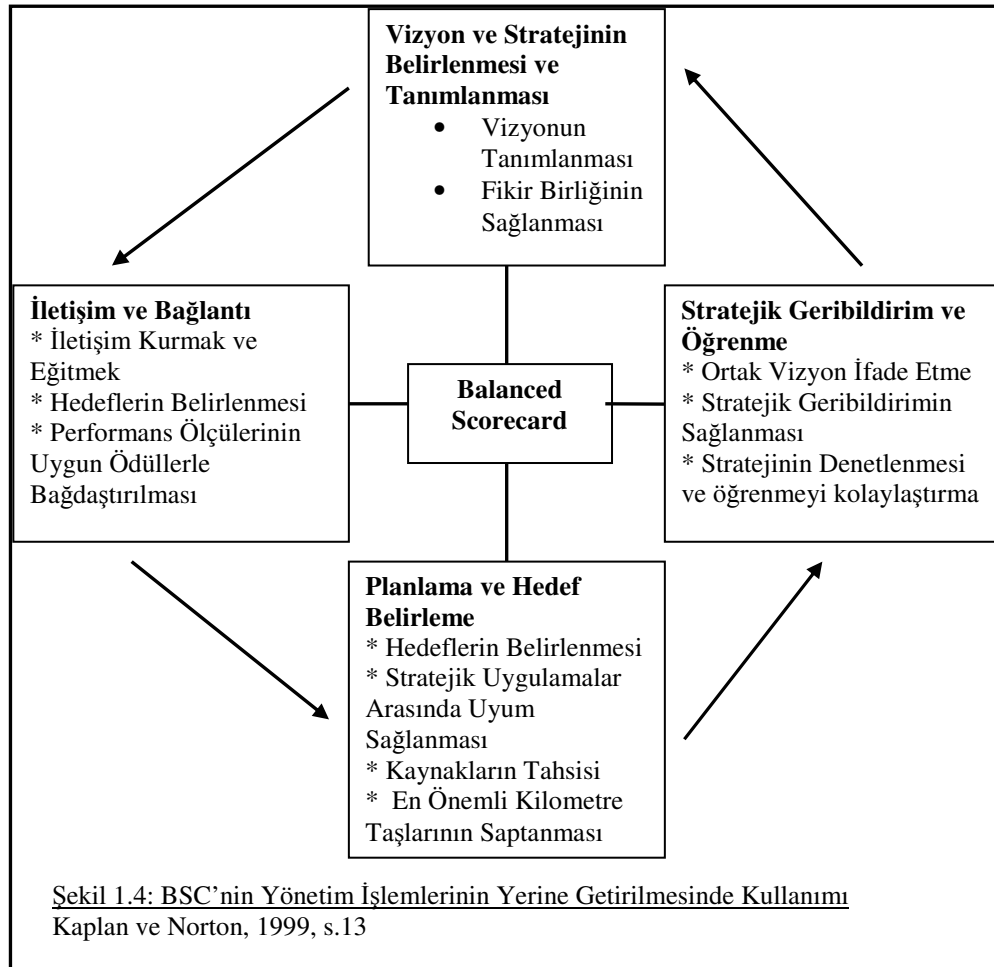 Vizyon ve Stratejinin
Belirlenmesi ve
Tanımlanması
• Vizyonun
Tanımlanması
• Fikir Birliğinin
Sağlanması
İletişim ve Bağlantı
* İletişim Kurmak ve
Eğitmek
* Hedeflerin Belirlenmesi
* Performans Ölçülerinin
Uygun Ödüllerle
Bağdaştırılması
Balanced
Scorecard
Stratejik Geribildirim ve
Öğrenme
* Ortak Vizyon İfade Etme
* Stratejik Geribildirimin
Sağlanması
* Stratejinin Denetlenmesi
ve öğrenmeyi kolaylaştırma
Planlama ve Hedef
Belirleme
* Hedeflerin Belirlenmesi
* Stratejik Uygulamalar
Arasında Uyum
Sağlanması
* Kaynakların Tahsisi
* En Önemli Kilometre
Taşlarının Saptanması
Şekil 1.4: BSC’nin Yönetim İşlemlerinin Yerine Getirilmesinde Kullanımı
Kaplan ve Norton, 1999, s.13